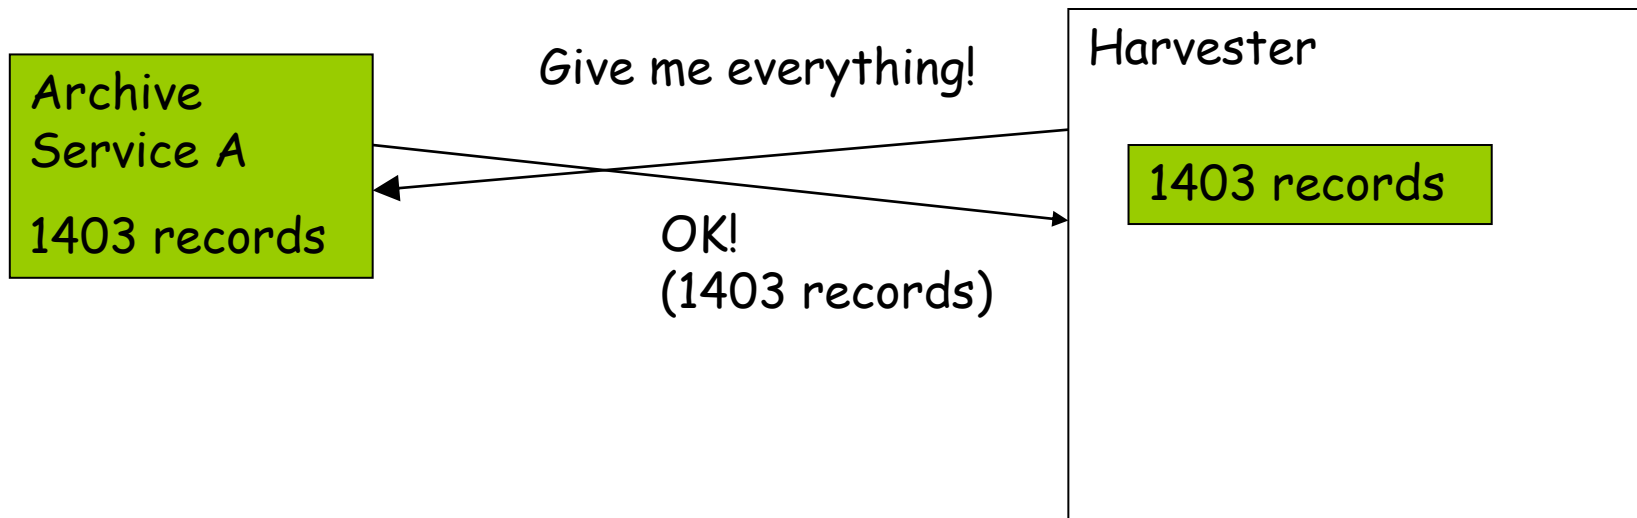 Archive
Service A
1403 records
Give me everything!
OK!
(1403 records)
Harvester
1403 records